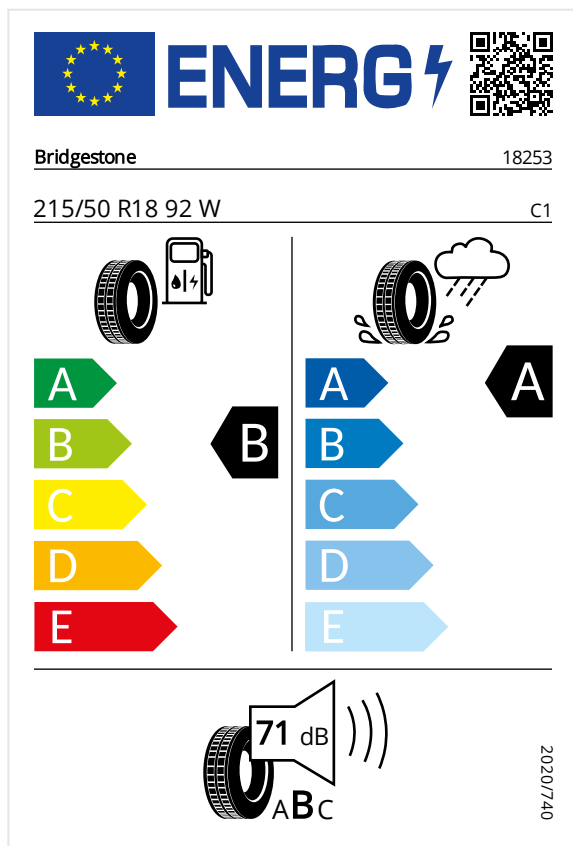 ENERG
Bridgestone 18253
215/50 R18 92 W C1
A A A
B B B
C C
D D
E E
71 dB
ABC
2020/740